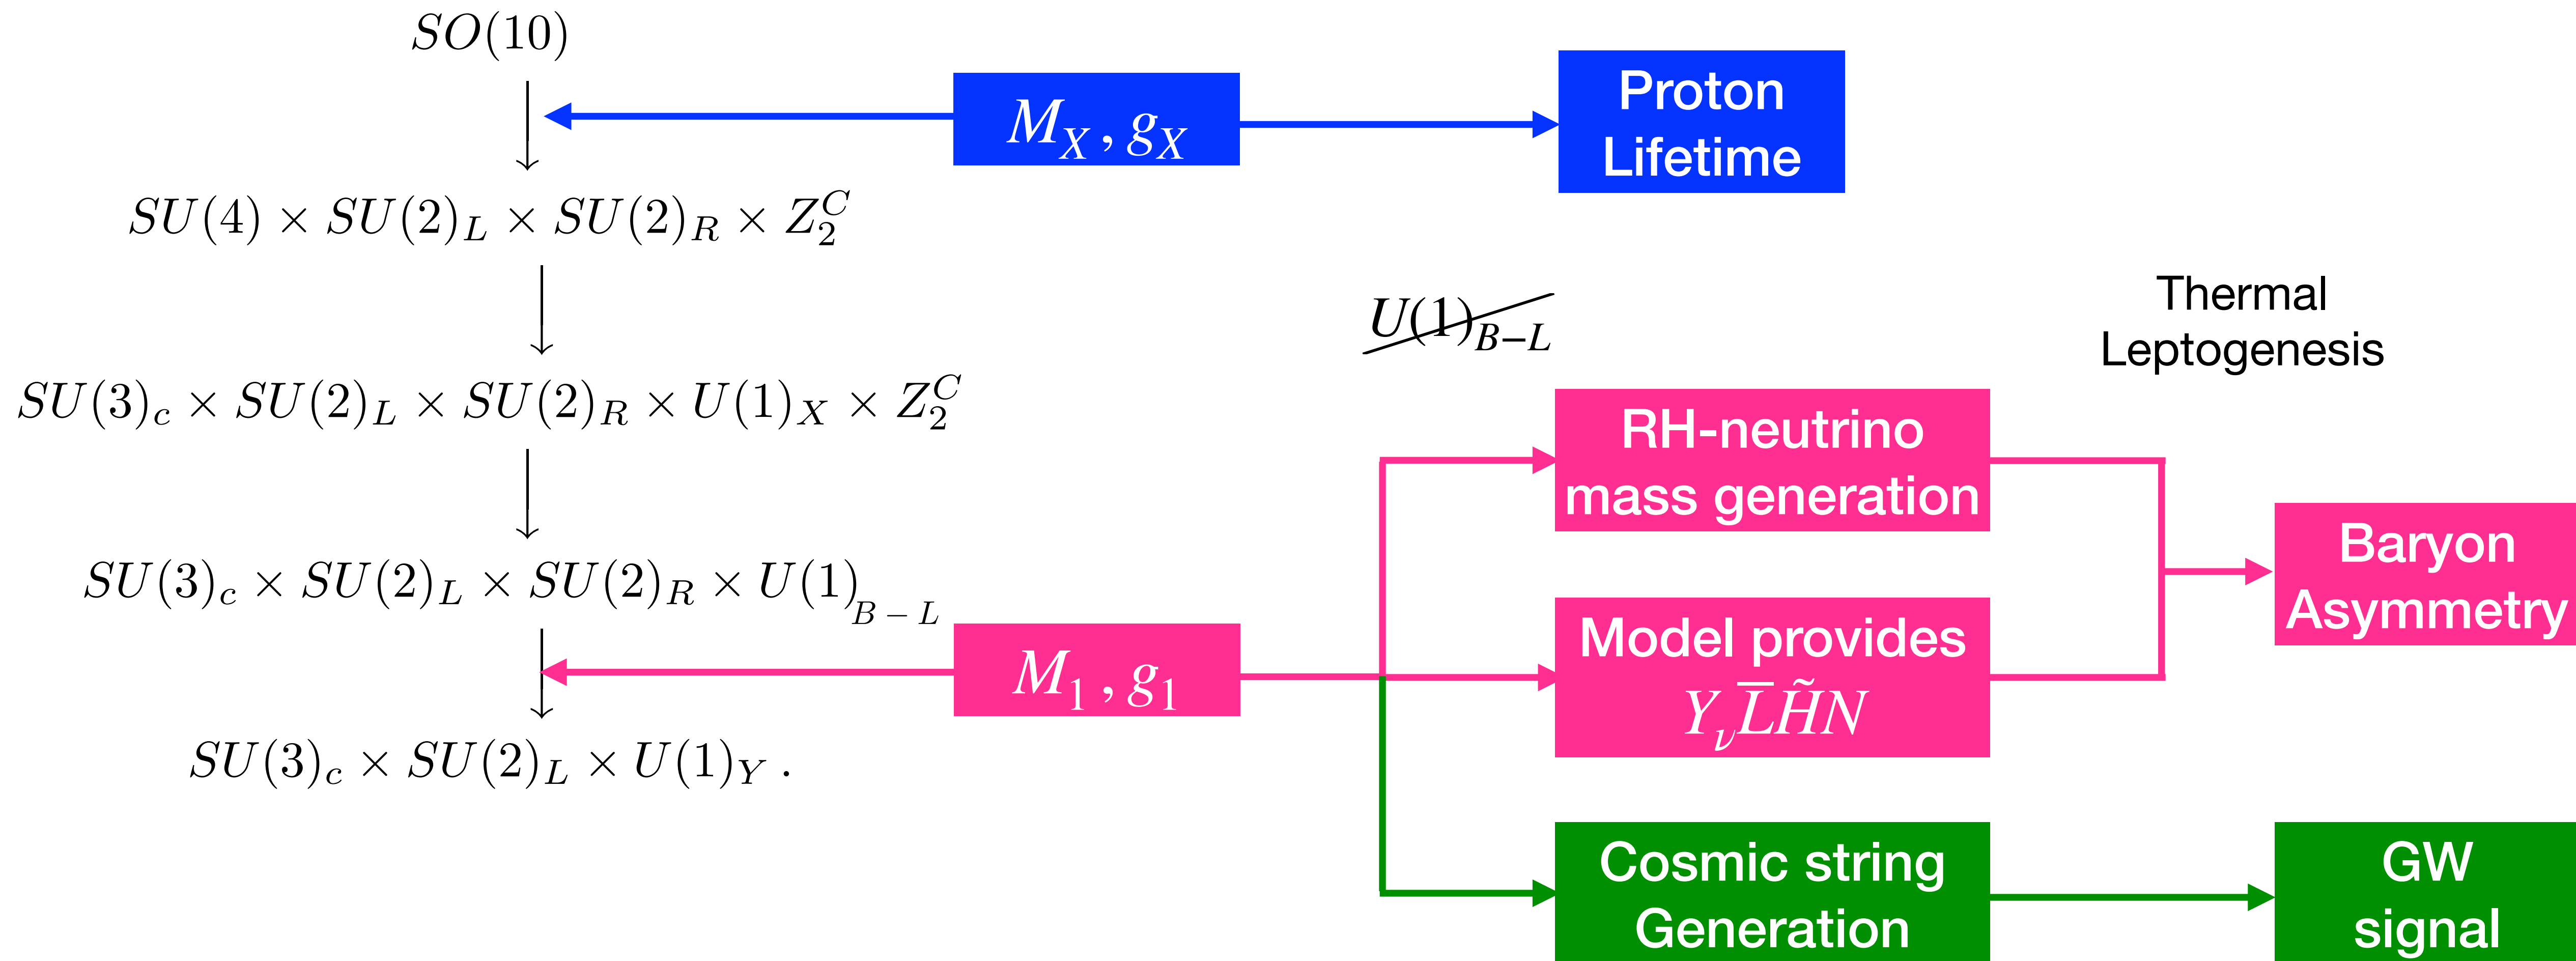 SO(10)
M_X , g_X
Proton
Lifetime
SU(4) × SU(2)_L × SU(2)_R × Z_2^C
U(1)_{B−L}
Thermal
Leptogenesis
SU(3)_c × SU(2)_L × SU(2)_R × U(1)_X × Z_2^C
RH-neutrino
mass generation
SU(3)_c × SU(2)_L × SU(2)_R × U(1)_{B − L}
Baryon
Asymmetry
M_1 , g_1
Model provides
Y_ν L̅H̃N
SU(3)_c × SU(2)_L × U(1)_Y .
Cosmic string
Generation
GW
signal